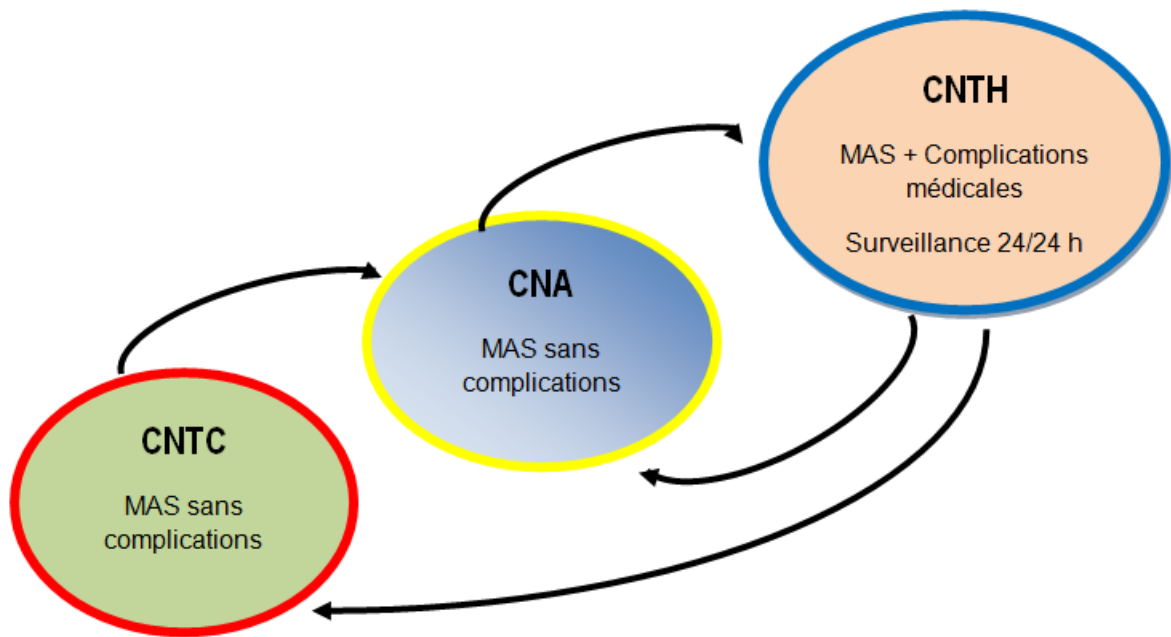 CNTH
MAS + Complications
médicales
Surveillance 24/24 h
CNA
MAS sans
complications
CNTC
MAS sans
complications